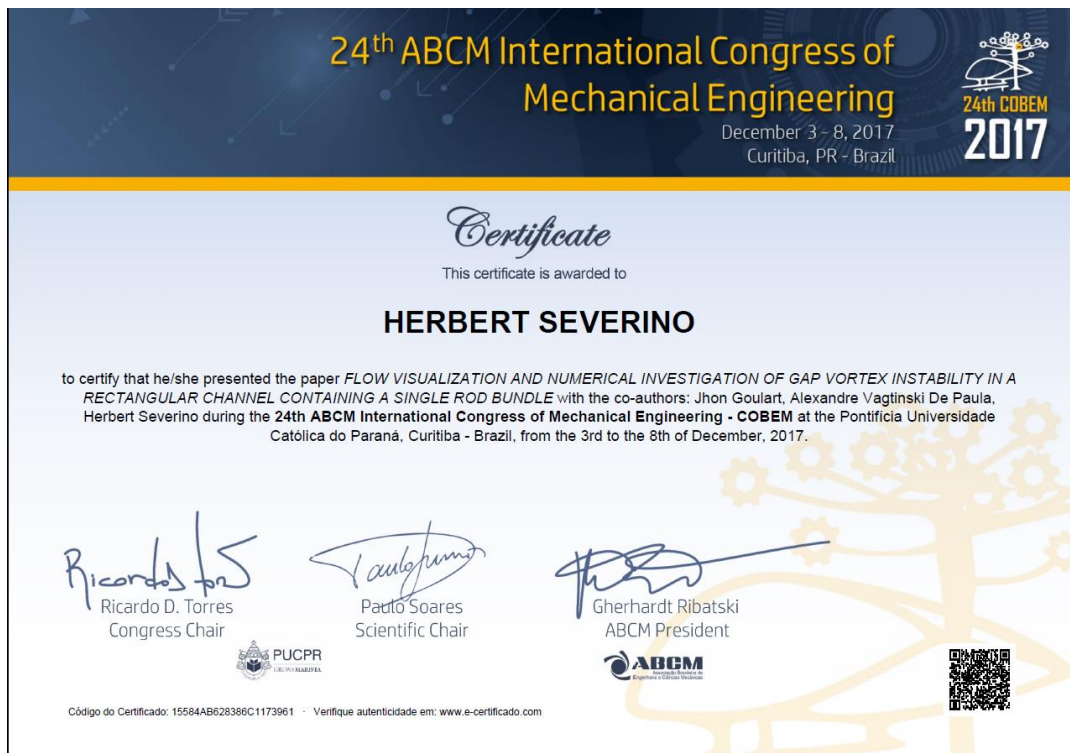 24th ABCM International Congress of
Mechanical Engineering
December 3 - 8, 2017
Curitiba, PR - Brazil
24th COBEM
2017
Certificate
This certificate is awarded to
HERBERT SEVERINO
to certify that he/she presented the paper FLOW VISUALIZATION AND NUMERICAL INVESTIGATION OF GAP VORTEX INSTABILITY IN A
RECTANGULAR CHANNEL CONTAINING A SINGLE ROD BUNDLE with the co-authors: Jhon Goulart, Alexandre Vagtinski De Paula,
Herbert Severino during the 24th ABCM International Congress of Mechanical Engineering - COBEM at the Pontifícia Universidade
Católica do Paraná, Curitiba - Brazil, from the 3rd to the 8th of December, 2017.
Ricardo D. Torres
Congress Chair
Paulo Soares
Scientific Chair
Gherhardt Ribatski
ABCM President
PUCPR
GRUPO MARISTA
ABCM
Associação Brasileira de
Engenharia e Ciências Mecânicas
Código do Certificado: 15584AB628386C1173961 - Verifique autenticidade em: www.e-certificado.com